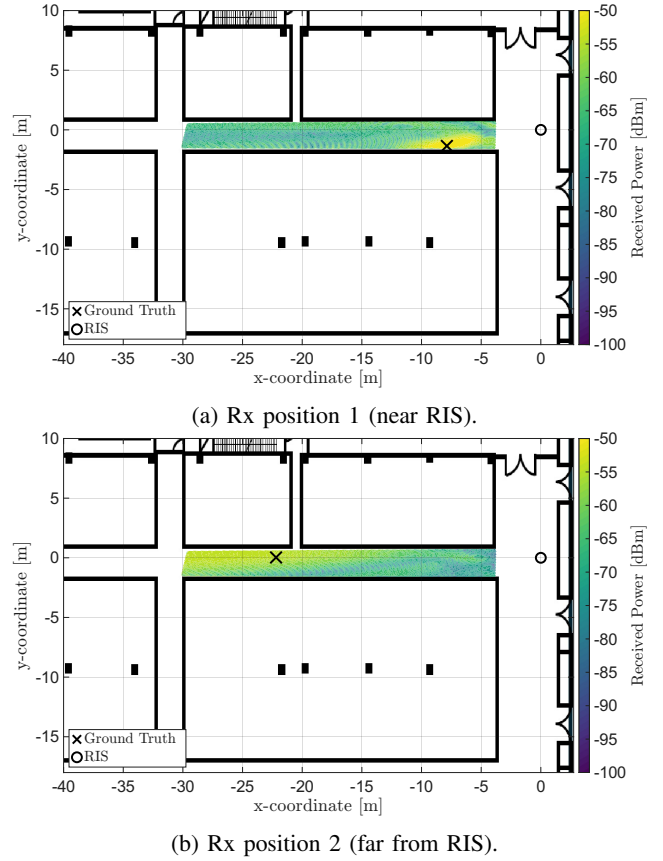 10
5
0
-5
-10
-15
y-coordinate [m]
-40 -35 -30 -25 -20 -15 -10 -5 0
x-coordinate [m]
Ground Truth
RIS
-50
-55
-60
-65
-70
-75
-80
-85
-90
-95
-100
Received Power [dBm]
(a) Rx position 1 (near RIS).
10
5
0
-5
-10
-15
y-coordinate [m]
-40 -35 -30 -25 -20 -15 -10 -5 0
x-coordinate [m]
Ground Truth
RIS
-50
-55
-60
-65
-70
-75
-80
-85
-90
-95
-100
Received Power [dBm]
(b) Rx position 2 (far from RIS).